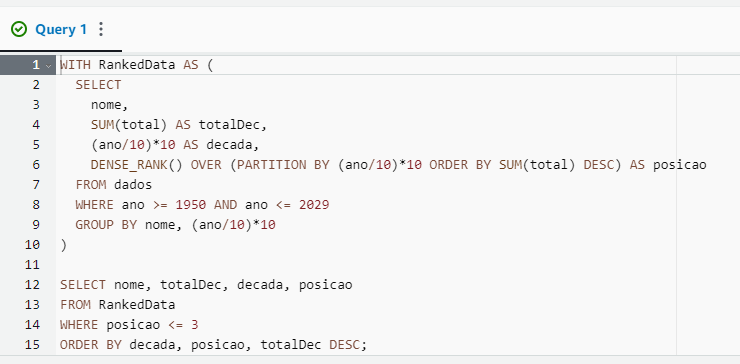 Query 1
1 WITH RankedData AS (
2 SELECT
3 nome,
4 SUM(total) AS totalDec,
5 (ano/10)*10 AS decada,
6 DENSE_RANK() OVER (PARTITION BY (ano/10)*10 ORDER BY SUM(total) DESC) AS posicao
7 FROM dados
8 WHERE ano >= 1950 AND ano <= 2029
9 GROUP BY nome, (ano/10)*10
10 )
11
12 SELECT nome, totalDec, decada, posicao
13 FROM RankedData
14 WHERE posicao <= 3
15 ORDER BY decada, posicao, totalDec DESC;